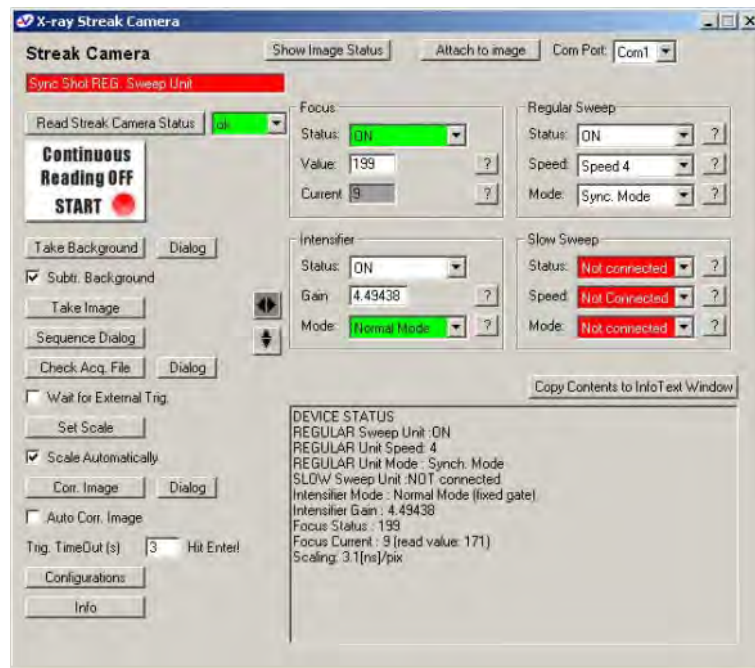 X-ray Streak Camera
Streak Camera
Show Image Status
Attach to image
Com Port: Com1
Sync Shot REG. Sweep Unit
Read Streak Camera Status
ok
Continuous
Reading OFF
START
Take Background
Dialog
Subtr. Background
Take Image
Sequence Dialog
Check Acq. File
Dialog
Wait for External Trig.
Set Scale
Scale Automatically
Corr. Image
Dialog
Auto Corr. Image
Trig. TimeOut (s) 3 Hit Enter!
Configurations
Info
Focus
Status: ON
Value: 199 ?
Current 9 ?
Regular Sweep
Status: ON ?
Speed: Speed 4 ?
Mode: Sync. Mode ?
Intensifier
Status: ON
Gain 4.49438 ?
Mode: Normal Mode ?
Slow Sweep
Status: Not connected ?
Speed: Not Connected ?
Mode: Not connected ?
Copy Contents to InfoText Window
DEVICE STATUS
REGULAR Sweep Unit :ON
REGULAR Unit Speed: 4
REGULAR Unit Mode : Synch. Mode
SLOW Sweep Unit :NOT connected
Intensifier Mode : Normal Mode (fixed gate)
Intensifier Gain : 4.49438
Focus Status : 199
Focus Current : 9 (read value: 171)
Scaling: 3.1[ns]/pix